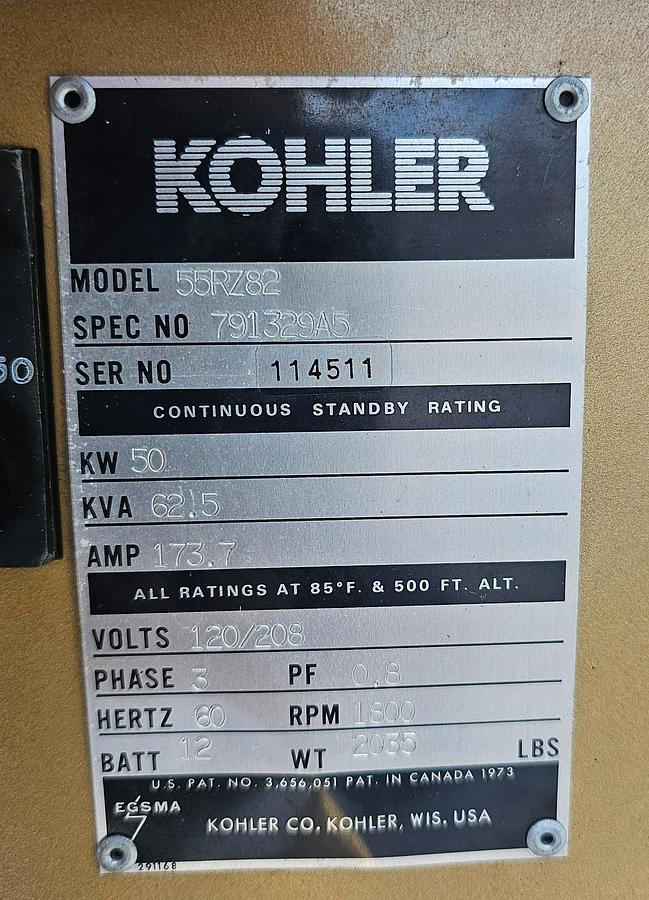 KOHLER
MODEL 55RZ82
SPEC NO 791329A5
SER NO 114511
CONTINUOUS STANDBY RATING
KW 50
50
KVA 62.5
AMP 173.7
ALL RATINGS AT 85°F. & 500 FT. ALT.
VOLTS 120/208
PHASE 3 PF 0.8
HERTZ 60 RPM 1800
BATT 12 WT 2035 LBS
U.S. PAT. NO. 3,656,051 PAT. IN CANADA 1973
EGSMA
7
KOHLER CO. KOHLER, WIS. USA
291168